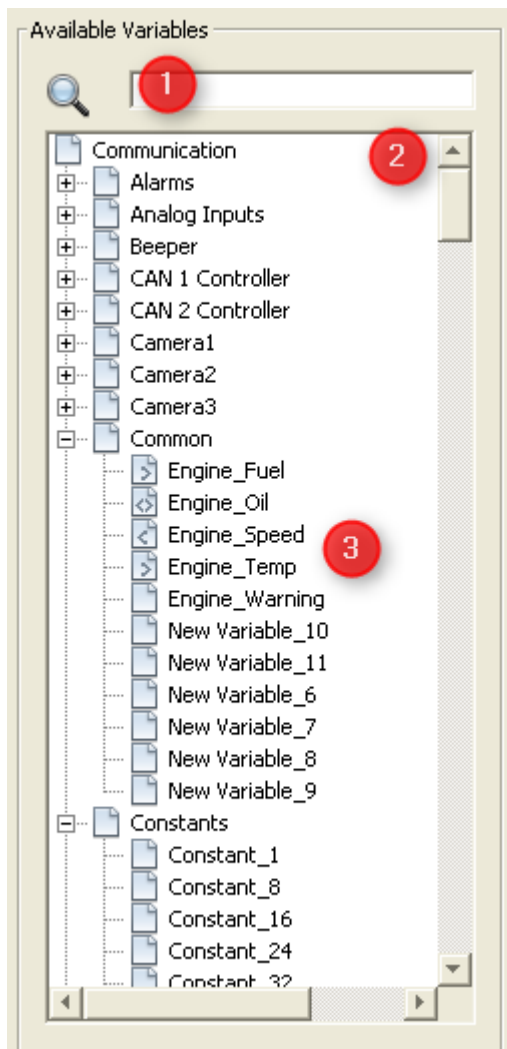 Available Variables
1
2
Communication
Alarms
Analog Inputs
Beeper
CAN 1 Controller
CAN 2 Controller
Camera1
Camera2
Camera3
Common
Engine_Fuel
Engine_Oil
Engine_Speed
3
Engine_Temp
Engine_Warning
New Variable_10
New Variable_11
New Variable_6
New Variable_7
New Variable_8
New Variable_9
Constants
Constant_1
Constant_8
Constant_16
Constant_24
Constant_32